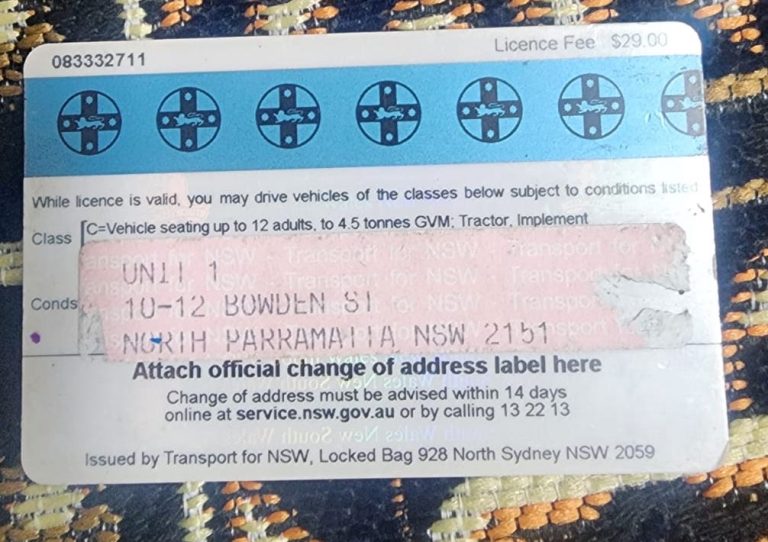 083332711
Licence Fee $29.00
While licence is valid, you may drive vehicles of the classes below subject to conditions listed
Class
C=Vehicle seating up to 12 adults, to 4.5 tonnes GVM; Tractor, Implement
Conds
UNIT 1
10-12 BOWDEN ST
NORTH PARRAMATTA NSW 2151
Attach official change of address label here
Change of address must be advised within 14 days
online at service.nsw.gov.au or by calling 13 22 13
Issued by Transport for NSW, Locked Bag 928 North Sydney NSW 2059